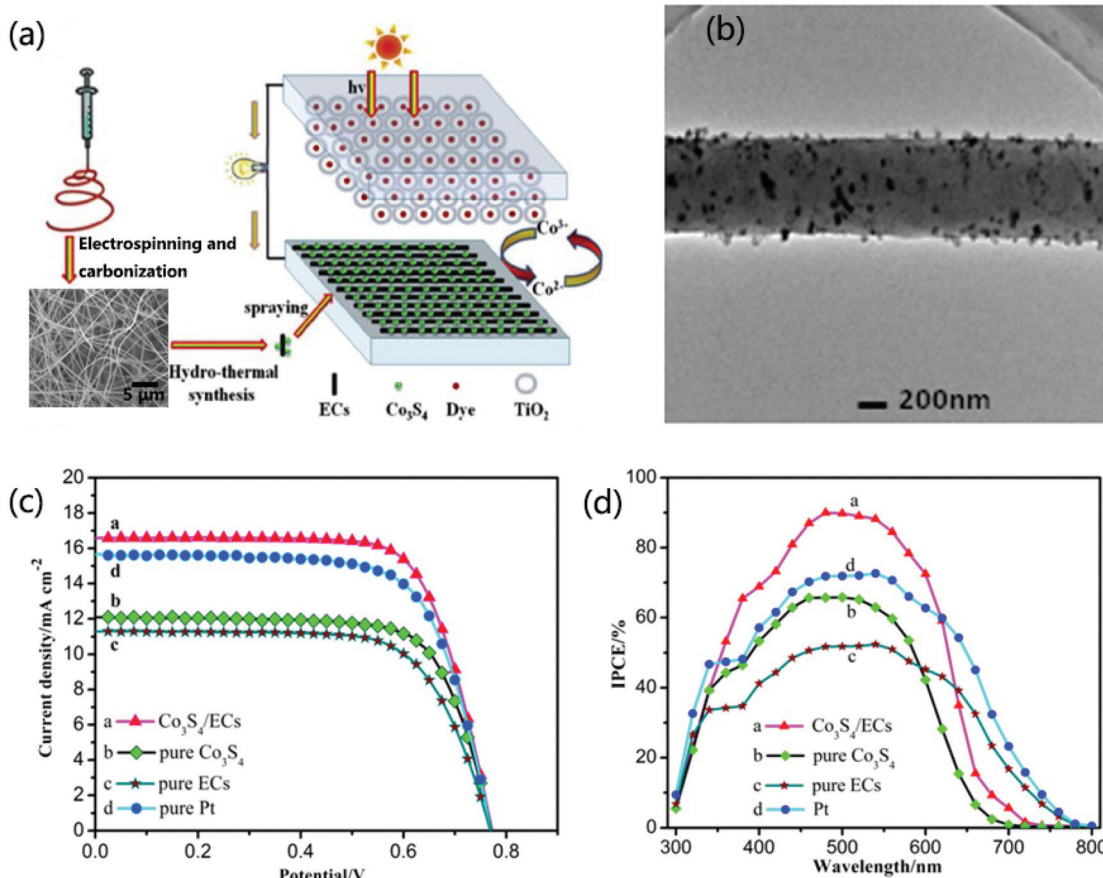 (a)
hν
Electrospinning and
carbonization
Co³⁺
Co²⁺
spraying
5 μm
Hydro-thermal
synthesis
ECs
Co₃S₄
Dye
TiO₂
(b)
200nm
(c)
20
18
16
14
12
10
8
6
4
2
0
Current density/mA cm⁻²
a
d
b
c
a Co₃S₄/ECs
b pure Co₃S₄
c pure ECs
d pure Pt
0.0 0.2 0.4 0.6 0.8
Potential/V
(d)
100
80
60
40
20
0
IPCE/%
a
d
b
c
a Co₃S₄/ECs
b pure Co₃S₄
c pure ECs
d Pt
300 400 500 600 700 800
Wavelength/nm